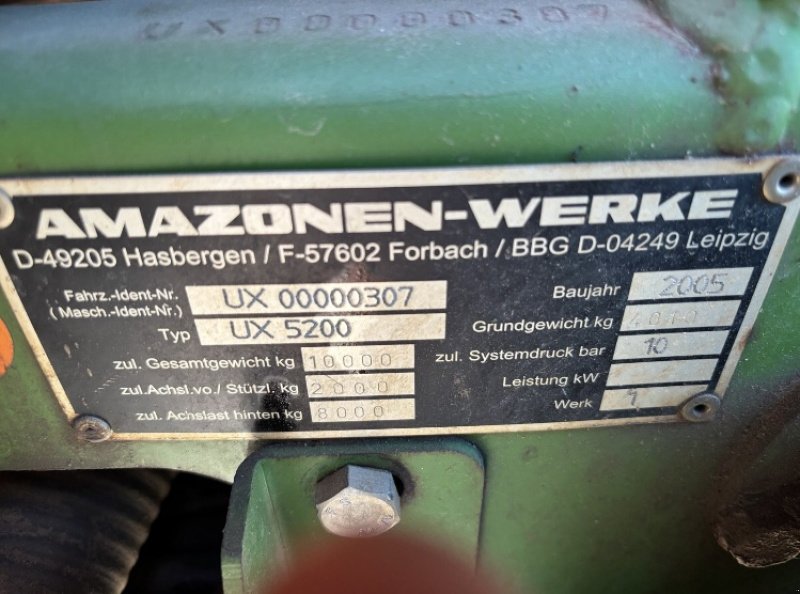 UX00000307
AMAZONEN-WERKE
D-49205 Hasbergen / F-57602 Forbach / BBG D-04249 Leipzig
Fahrz.-Ident-Nr. UX 00000307 Baujahr 2005
(Masch.-Ident-Nr.)
Typ UX 5200 Grundgewicht kg 4010
zul. Gesamtgewicht kg 10000 zul. Systemdruck bar 10
zul.Achsl.vo./ Stützl. kg 2000 Leistung kW
zul. Achslast hinten kg 8000 Werk 1